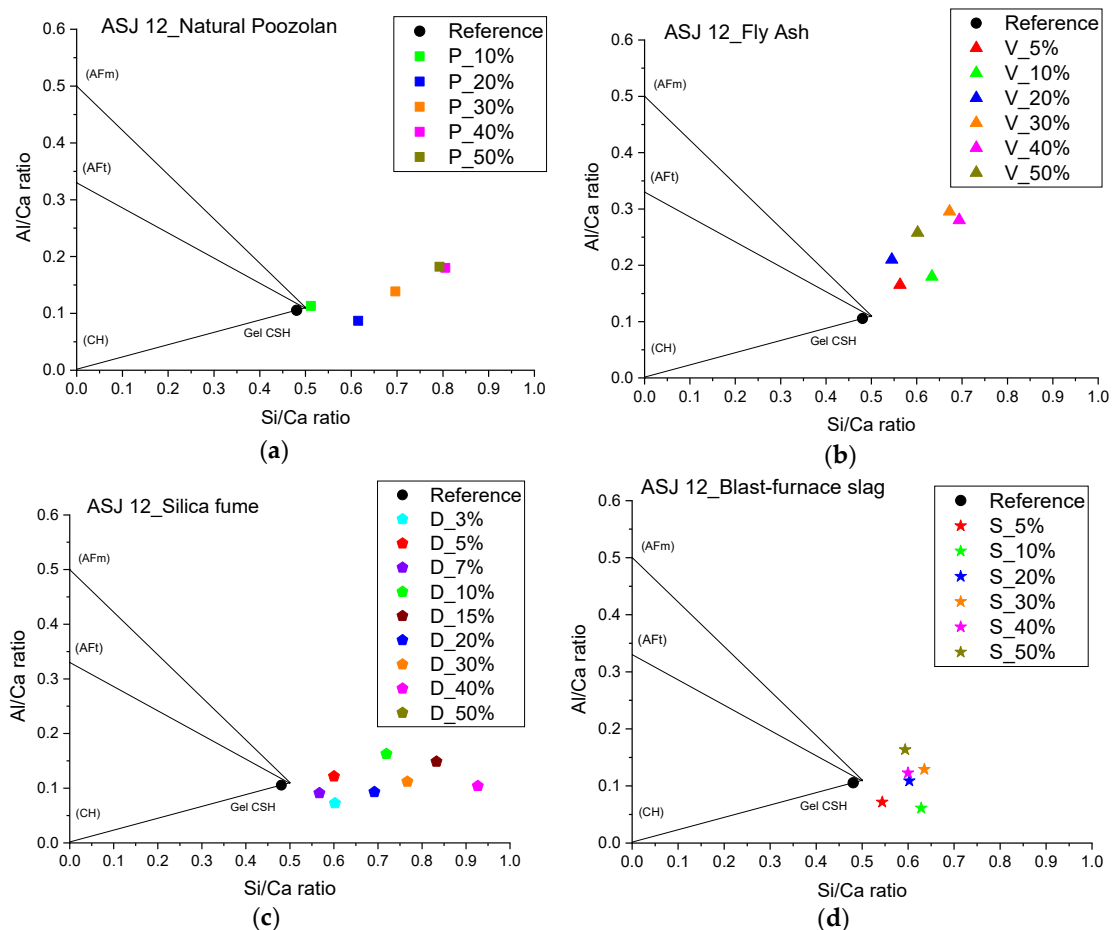 ASJ 12_Natural Poozolan
Reference
P_10%
P_20%
P_30%
P_40%
P_50%
(AFm)
(AFt)
(CH)
Gel CSH
0.6
0.5
0.4
0.3
0.2
0.1
0.0
Al/Ca ratio
0.0 0.1 0.2 0.3 0.4 0.5 0.6 0.7 0.8 0.9 1.0
Si/Ca ratio
(a)
ASJ 12_Fly Ash
Reference
V_5%
V_10%
V_20%
V_30%
V_40%
V_50%
(AFm)
(AFt)
(CH)
Gel CSH
0.6
0.5
0.4
0.3
0.2
0.1
0.0
Al/Ca ratio
0.0 0.1 0.2 0.3 0.4 0.5 0.6 0.7 0.8 0.9 1.0
Si/Ca ratio
(b)
ASJ 12_Silica fume
Reference
D_3%
D_5%
D_7%
D_10%
D_15%
D_20%
D_30%
D_40%
D_50%
(AFm)
(AFt)
(CH)
Gel CSH
0.6
0.5
0.4
0.3
0.2
0.1
0.0
Al/Ca ratio
0.0 0.1 0.2 0.3 0.4 0.5 0.6 0.7 0.8 0.9 1.0
Si/Ca ratio
(c)
ASJ 12_Blast-furnace slag
Reference
S_5%
S_10%
S_20%
S_30%
S_40%
S_50%
(AFm)
(AFt)
(CH)
Gel CSH
0.6
0.5
0.4
0.3
0.2
0.1
0.0
Al/Ca ratio
0.0 0.1 0.2 0.3 0.4 0.5 0.6 0.7 0.8 0.9 1.0
Si/Ca ratio
(d)